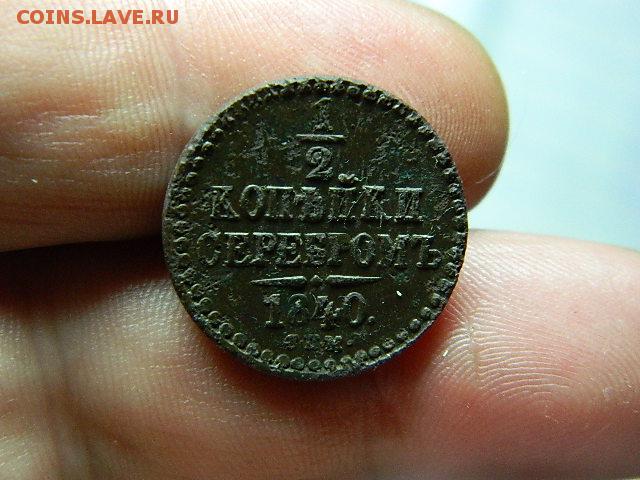 COINS.LAVE.RU
1
2
КОПѢЙКИ
СЕРЕБРОМЪ
1840.